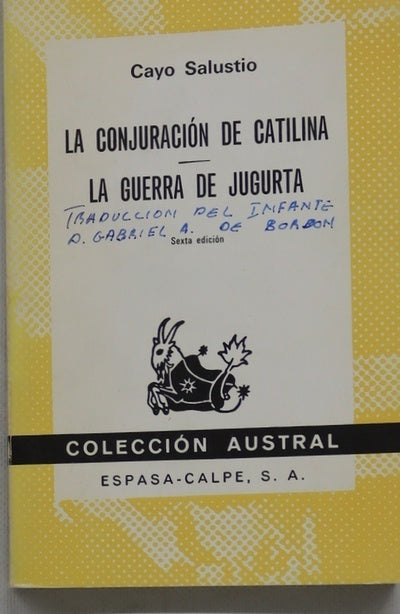 Cayo Salustio
LA CONJURACIÓN DE CATILINA
LA GUERRA DE JUGURTA
TRADUCCION DEL INFANTE
D. GABRIEL A. DE BORBON
Sexta edición
COLECCIÓN AUSTRAL
ESPASA-CALPE, S. A.